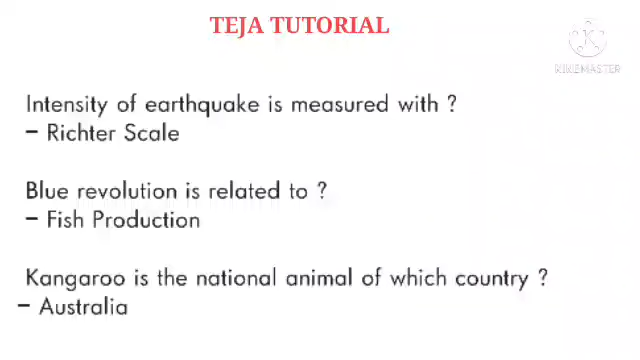 TEJA TUTORIAL
KINEMASTER
Intensity of earthquake is measured with ?
– Richter Scale
Blue revolution is related to ?
– Fish Production
Kangaroo is the national animal of which country ?
– Australia